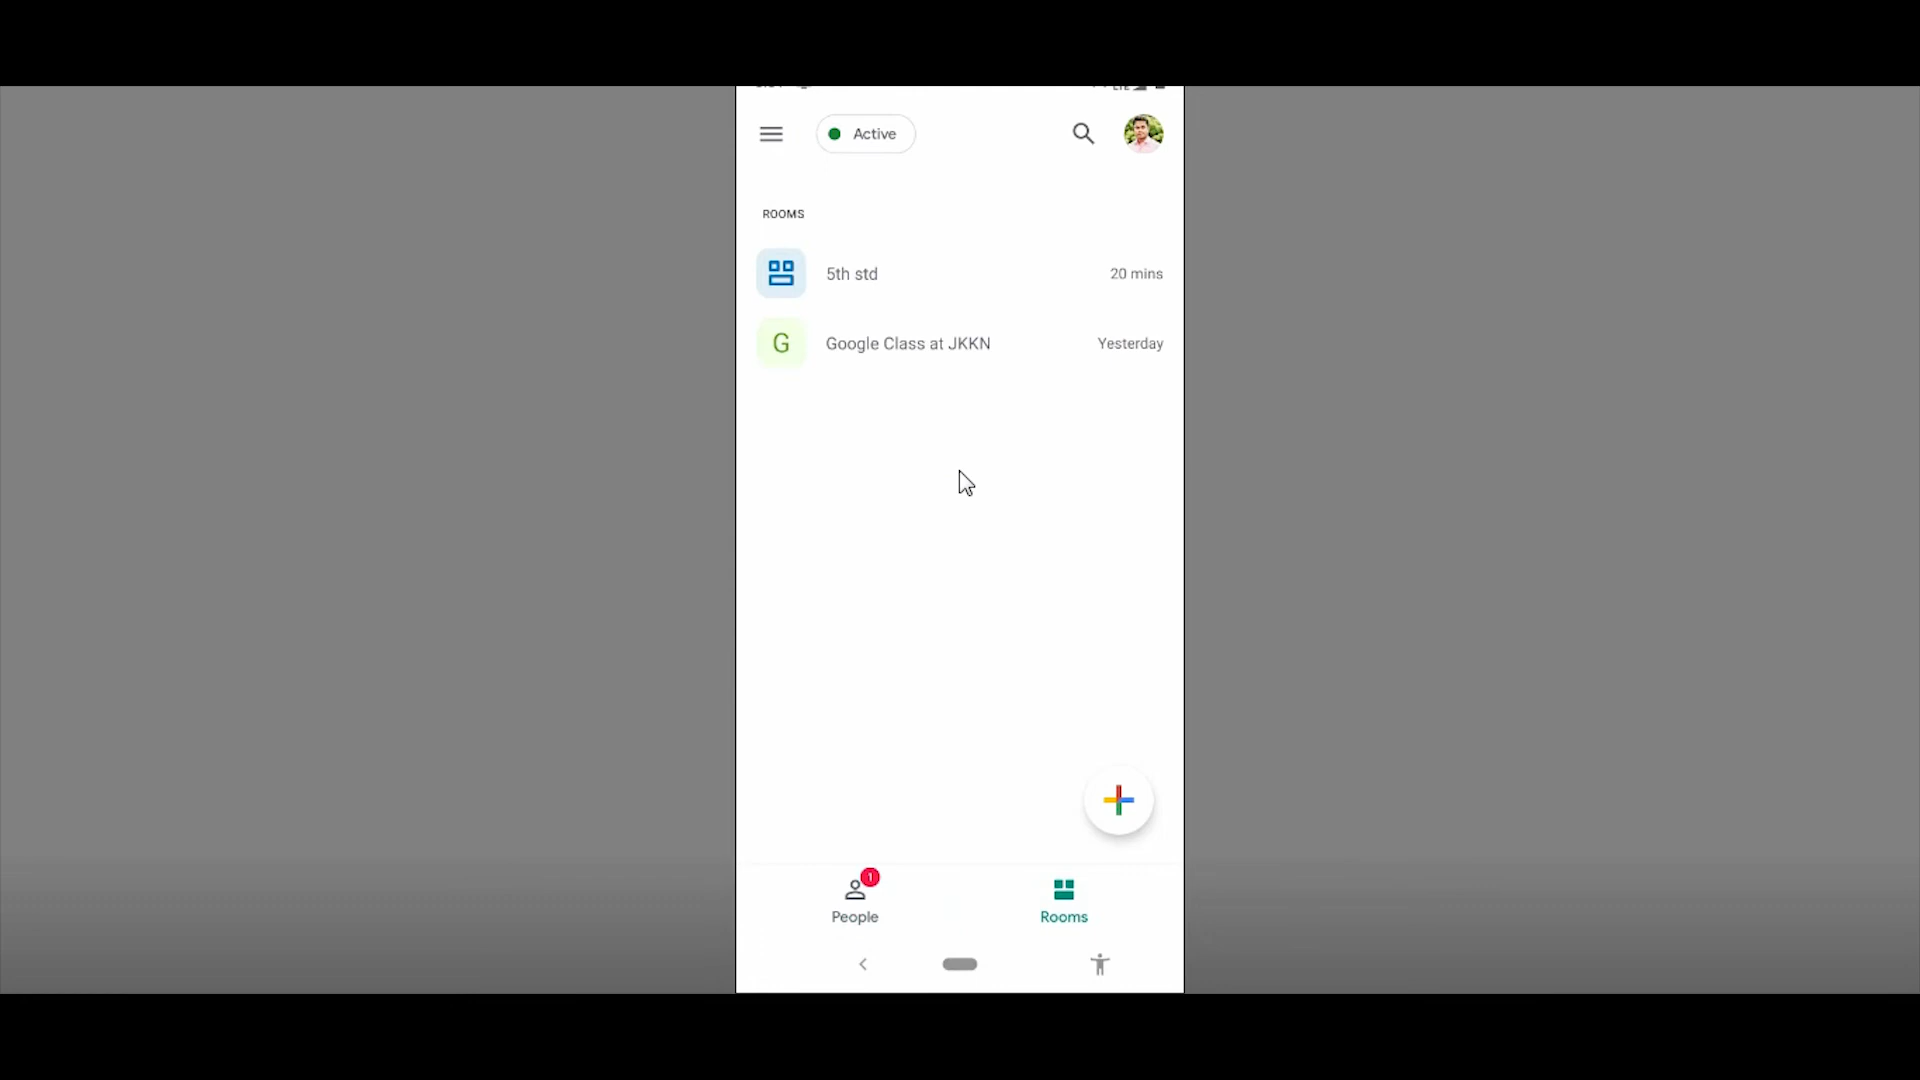 Active
ROOMS
5th std 20 mins
G Google Class at JKKN Yesterday
1
People Rooms